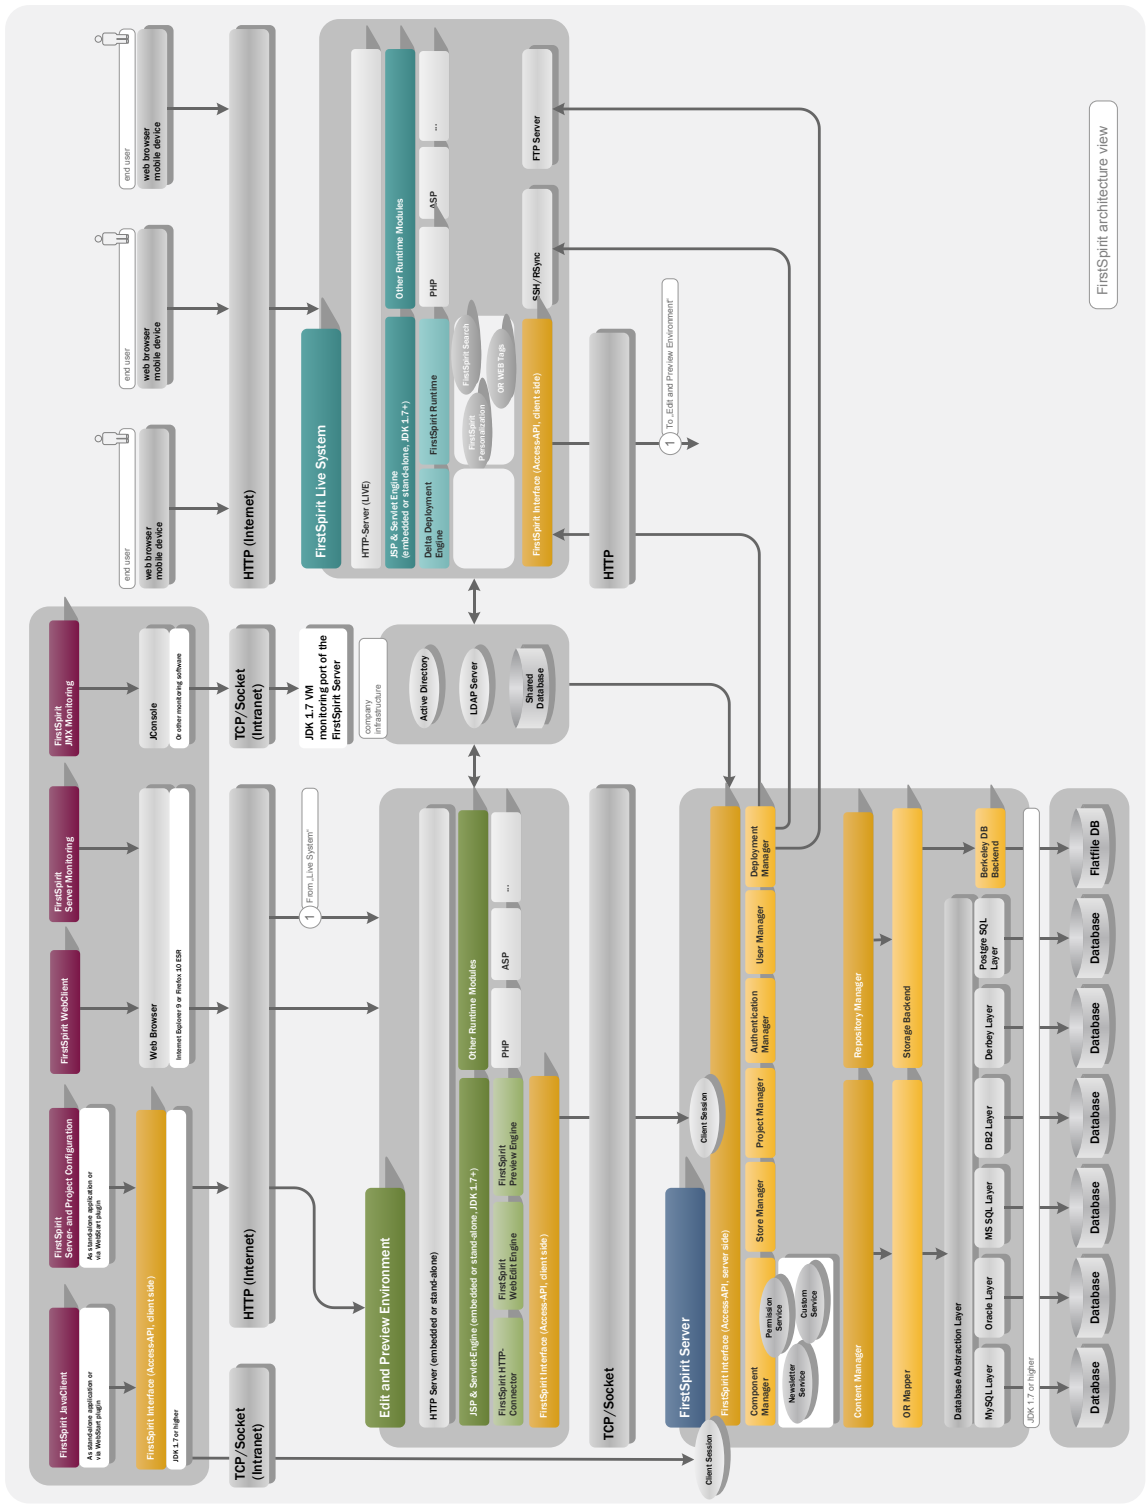 FirstSpirit architecture view
FirstSpirit JavaClient
As stand-alone application or
via WebStart plugin
FirstSpirit
Server- and Project Configuration
As stand-alone application or
via WebStart plugin
FirstSpirit WebClient
FirstSpirit
Server Monitoring
FirstSpirit
JMX Monitoring
FirstSpirit Interface (Access-API, client side)
JDK 1.7 or higher
Web Browser
Internet Explorer 9 or Firefox 10 ESR
JConsole
Or other monitoring software
end user
web browser
mobile device
end user
web browser
mobile device
end user
web browser
mobile device
TCP/Socket
(Intranet)
HTTP (Internet)
TCP/Socket
(Intranet)
HTTP (Internet)
1
From „Live System“
JDK 1.7 VM
monitoring port of the
FirstSpirit Server
Edit and Preview Environment
HTTP Server (embedded or stand-alone)
JSP & Servlet-Engine (embedded or stand-alone, JDK 1.7+)
Other Runtime Modules
FirstSpirit HTTP-
Connector
FirstSpirit
WebEdit Engine
FirstSpirit
Preview Engine
PHP
ASP
...
FirstSpirit Interface (Access-API, client side)
company
infrastructure
Active Directory
LDAP Server
Shared
Database
FirstSpirit Live System
HTTP-Server (LIVE)
JSP & Servlet Engine
(embedded or stand-alone, JDK 1.7+)
Other Runtime Modules
Delta Deployment
Engine
FirstSpirit Runtime
PHP
ASP
...
FirstSpirit
Personalization
FirstSpirit Search
OR WEB Tags
FirstSpirit Interface (Access-API, client side)
SSH/RSync
FTP Server
TCP/Socket
HTTP
1
To „Edit and Preview Environment“
Client Session
FirstSpirit Server
Client Session
FirstSpirit Interface (Access-API, server side)
Component
Manager
Store Manager
Project Manager
Authentication
Manager
User Manager
Deployment
Manager
Newsletter
Service
Permission
Service
Custom
Service
Content Manager
Repository Manager
OR Mapper
Storage Backend
Database Abstraction Layer
MySQL Layer
Oracle Layer
MS SQL Layer
DB2 Layer
Derbey Layer
Postgre SQL
Layer
Berkeley DB
Backend
JDK 1.7 or higher
Database
Database
Database
Database
Database
Database
Flatfile DB